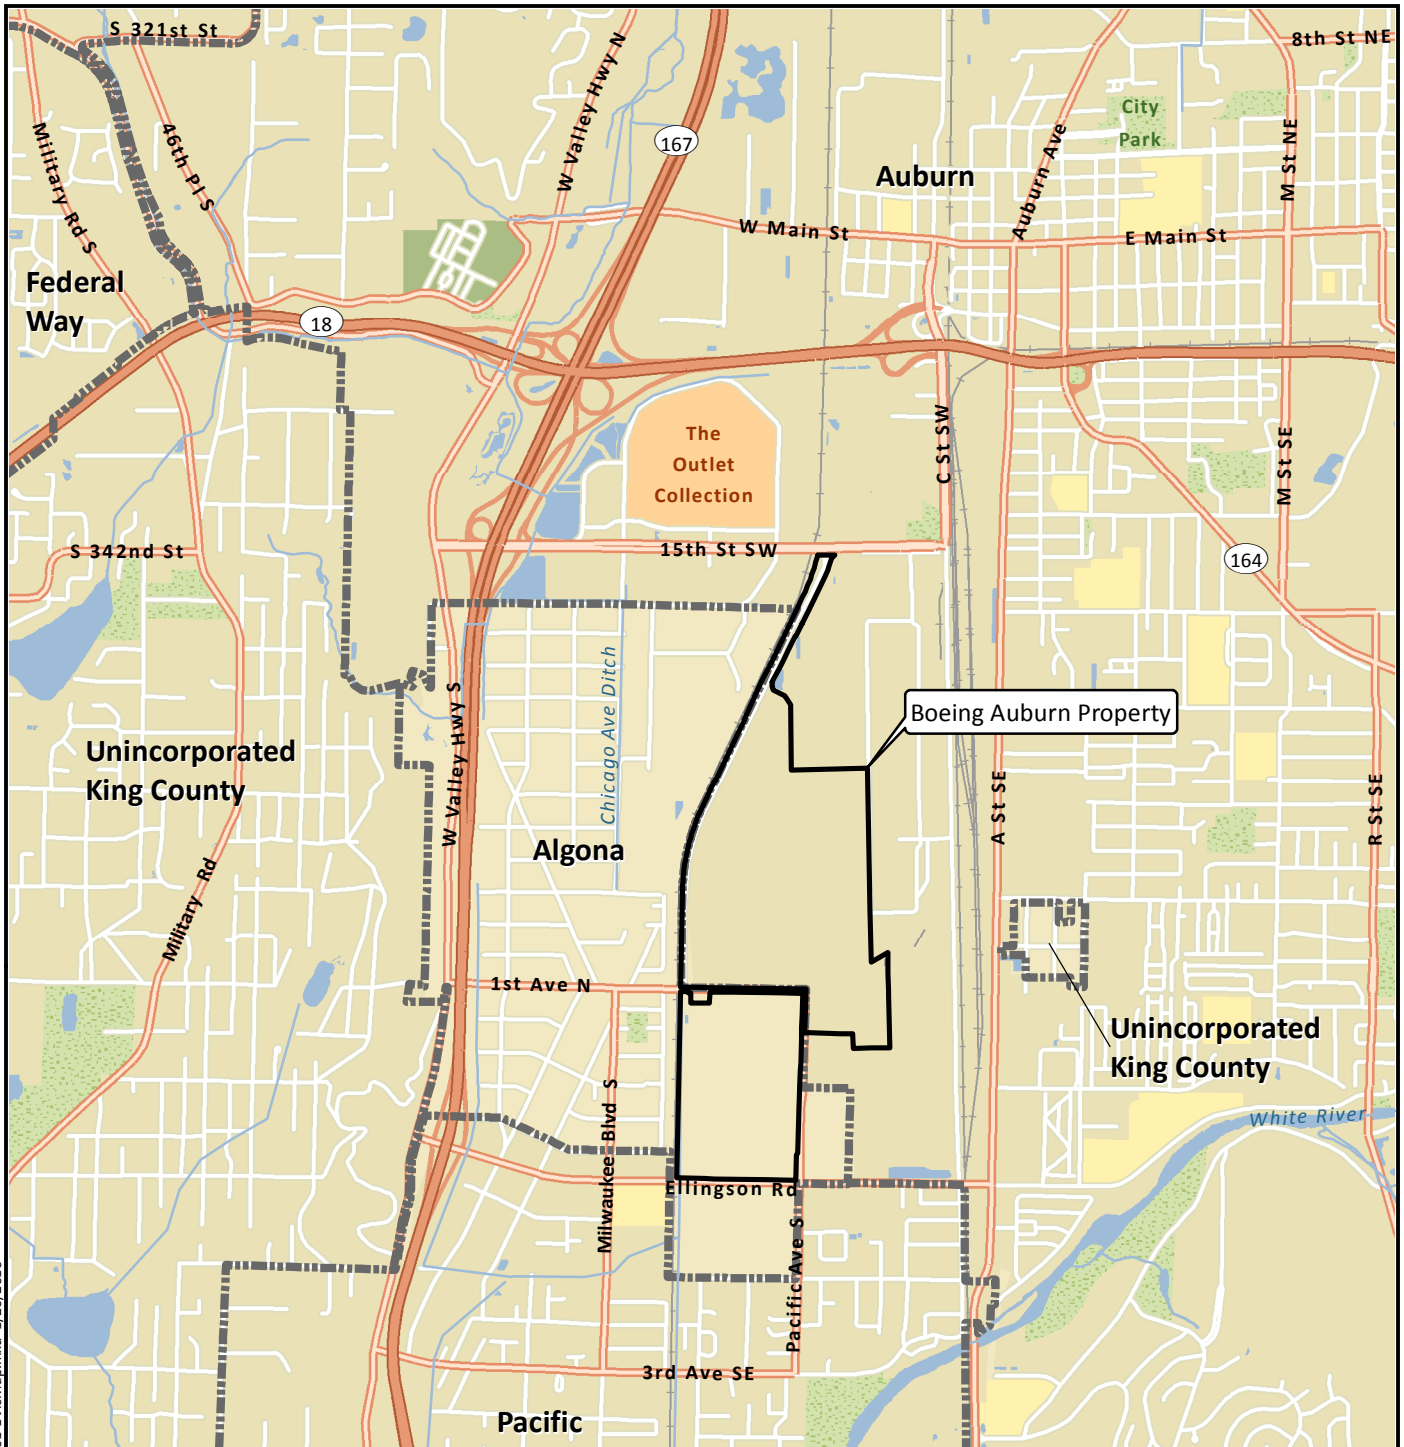 S 321st St
8th St NE
W Valley Hwy N
City
Park
167
46th Pl S
Military Rd S
Auburn Ave
M St NE
Auburn
W Main St
E Main St
Federal
Way
18
The
Outlet
Collection
C St SW
M St SE
S 342nd St
15th St SW
164
Chicago Ave Ditch
W Valley Hwy S
Boeing Auburn Property
Unincorporated
King County
A St SE
R St SE
Algona
Military Rd
1st Ave N
Unincorporated
King County
Milwaukee Blvd S
White River
Ellingson Rd
Pacific Ave S
3rd Ave SE
Pacific